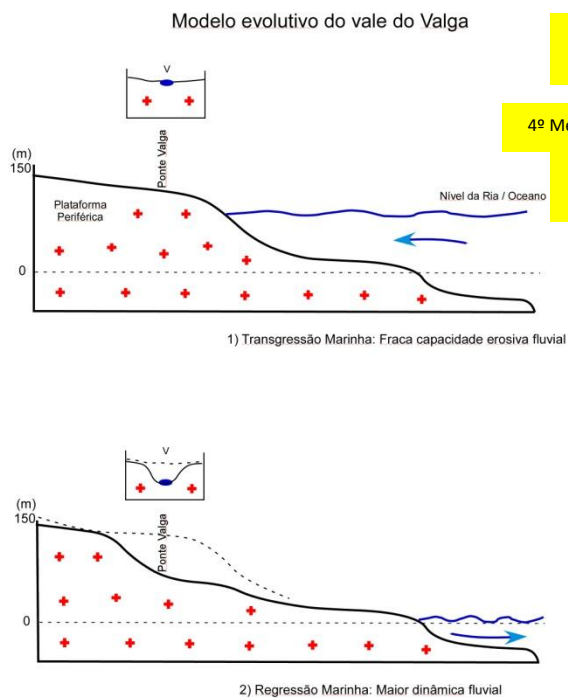 Modelo evolutivo do vale do Valga
V
4º
Ponte Valga
(m)
150
Plataforma
Periférica
Nível da Ria / Oceano
0
1) Transgressão Marinha: Fraca capacidade erosiva fluvial
V
Ponte Valga
(m)
150
0
2) Regressão Marinha: Maior dinâmica fluvial